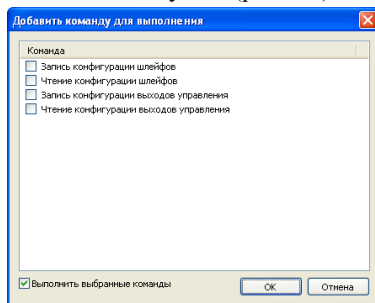 Добавить команду для выполнения
Команда
Запись конфигурации шлейфов
Чтение конфигурации шлейфов
Запись конфигурации выходов управления
Чтение конфигурации выходов управления
Выполнить выбранные команды
ОК
Отмена